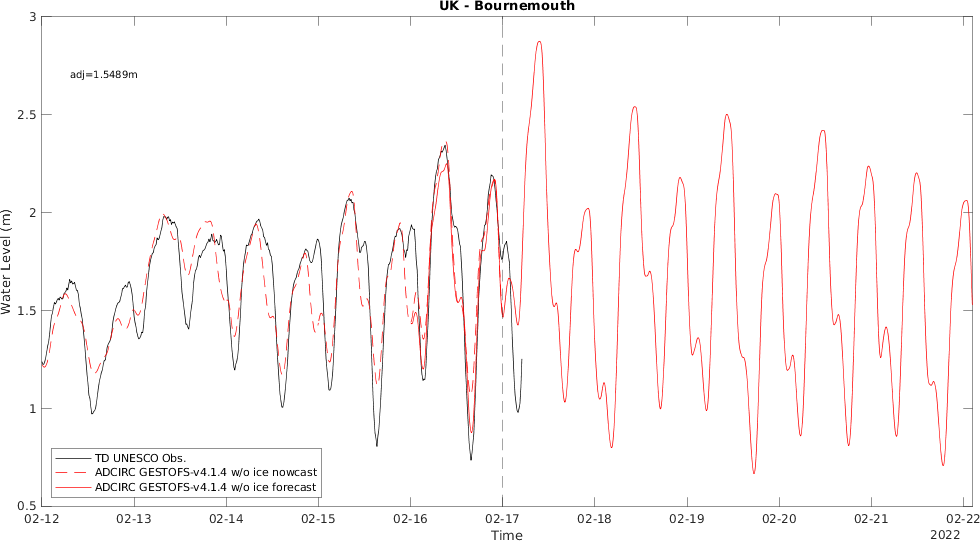 UK - Bournemouth
3
adj=1.5489m
2.5
2
1.5
1
0.5
Water Level (m)
TD UNESCO Obs.
ADCIRC GESTOFS-v4.1.4 w/o ice nowcast
ADCIRC GESTOFS-v4.1.4 w/o ice forecast
02-12 02-13 02-14 02-15 02-16 02-17 02-18 02-19 02-20 02-21 02-22
Time 2022